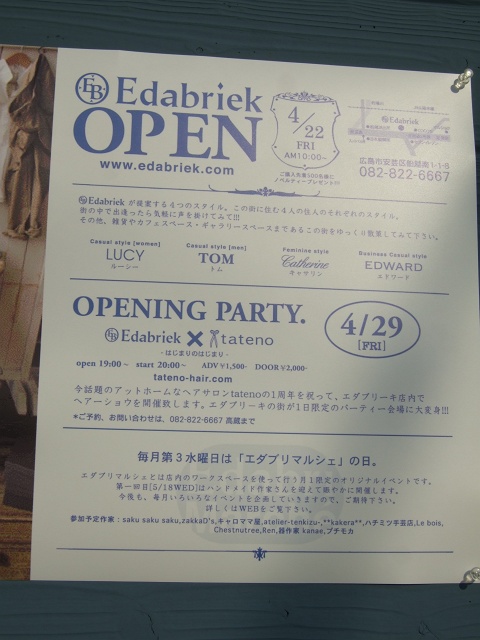 EB Edabriek
OPEN
www.edabriek.com
4/22
FRI
AM10:00~
ご購入先着500名様に
ノベルティープレゼント!!!
Edabriek
広島市安芸区船越南1-1-6
082-822-6667
EB Edabriek が提案する4つのスタイル。この街に住む4人の住人のそれぞれのスタイル。
街の中で出逢ったら気軽に声を掛けてみて!!!
その他、雑貨やカフェスペース・ギャラリースペースまであるこの街をゆっくり散策してみて下さい。
Casual style [women]
LUCY
ルーシー
Casual style [men]
TOM
トム
Feminine style
Catherine
キャサリン
Business Casual style
EDWARD
エドワード
OPENING PARTY.
4/29
[FRI]
EB Edabriek × tateno
- はじまりのはじまり -
open 19:00~ start 20:00~ ADV ¥1,500- DOOR ¥2,000-
tateno-hair.com
今話題のアットホームなヘアサロンtatenoの1周年を祝って、エダブリーキ店内で
ヘアーショウを開催致します。エダブリーキの街が1日限定のパーティー会場に大変身!!!
*ご予約、お問い合わせは、082-822-6667 高蔵まで
毎月第3水曜日は「エダブリマルシェ」の日。
エダブリマルシェとは店内のワークスペースを使って行う月1限定のオリジナルイベントです。
第一回目[5/18WED]はハンドメイド作家さんを迎えて賑やかに開催します。
今後も、毎月いろいろなイベントを企画していきますので、ご期待下さい。
詳しくはWEBをご覧下さい。
参加予定作家:saku saku saku,zakkaD's,キャロママ屋,atelier-tenkizu-,**kakera**,ハチミツ手芸店,Le bois,
Chestnutree,Ren,器作家 kanae,プチモカ